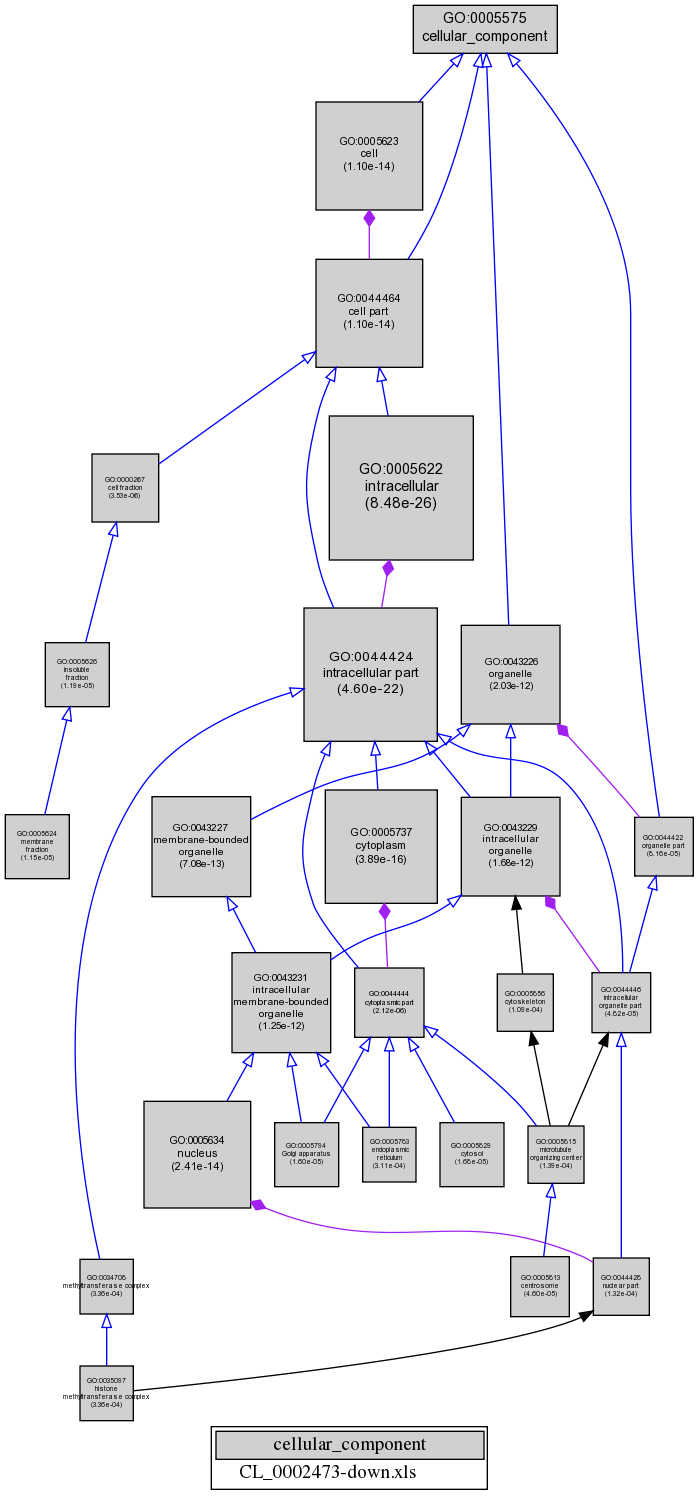 GO:0005575
cellular_component
GO:0005623
cell
(1.10e-14)
GO:0044464
cell part
(1.10e-14)
GO:0005622
intracellular
(8.48e-26)
GO:0000267
cell fraction
(3.53e-06)
GO:0044424
intracellular part
(4.60e-22)
GO:0043226
organelle
(2.03e-12)
GO:0005626
insoluble
fraction
(1.19e-05)
GO:0005624
membrane
fraction
(1.15e-05)
GO:0043227
membrane-bounded
organelle
(7.08e-13)
GO:0005737
cytoplasm
(3.89e-16)
GO:0043229
intracellular
organelle
(1.68e-12)
GO:0044422
organelle part
(6.16e-05)
GO:0043231
intracellular
membrane-bounded
organelle
(1.25e-12)
GO:0044444
cytoplasmic part
(2.12e-06)
GO:0005856
cytoskeleton
(1.09e-04)
GO:0044446
intracellular
organelle part
(4.62e-05)
GO:0005634
nucleus
(2.41e-14)
GO:0005794
Golgi apparatus
(1.60e-05)
GO:0005783
endoplasmic
reticulum
(3.11e-04)
GO:0005829
cytosol
(1.66e-05)
GO:0005815
microtubule
organizing center
(1.39e-04)
GO:0034708
methyltransferase complex
(3.36e-04)
GO:0005813
centrosome
(4.60e-05)
GO:0044428
nuclear part
(1.32e-04)
GO:0035097
histone
methyltransferase complex
(3.36e-04)
cellular_component
CL_0002473-down.xls